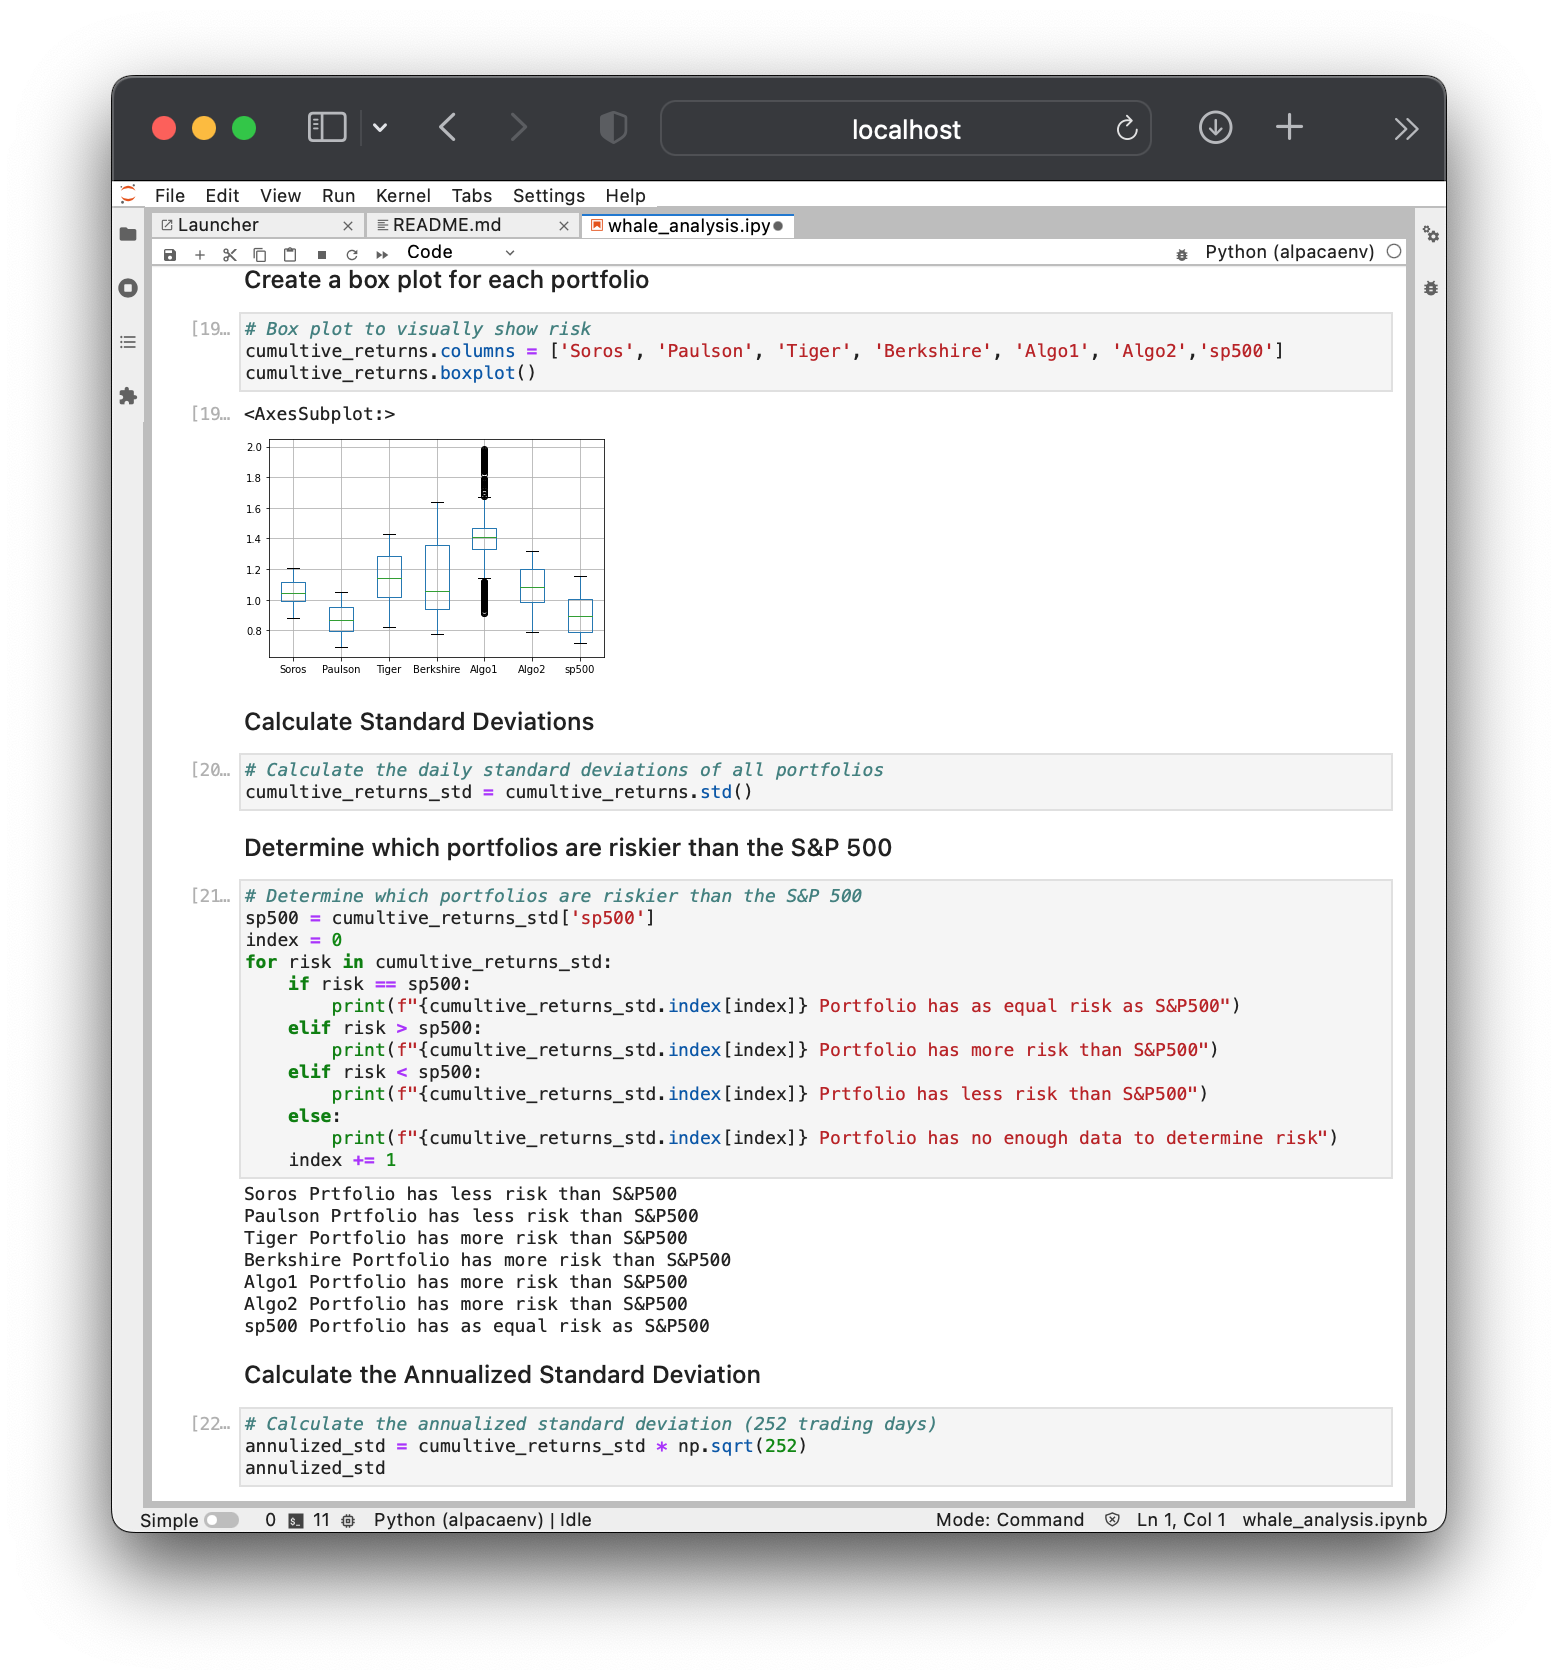 localhost
File Edit View Run Kernel Tabs Settings Help
Launcher README.md whale_analysis.ipy
Code Python (alpacaenv)
Create a box plot for each portfolio
[19… # Box plot to visually show risk
cumultive_returns.columns = ['Soros', 'Paulson', 'Tiger', 'Berkshire', 'Algo1', 'Algo2','sp500']
cumultive_returns.boxplot()
[19… <AxesSubplot:>
2.0
1.8
1.6
1.4
1.2
1.0
0.8
Soros Paulson Tiger Berkshire Algo1 Algo2 sp500
Calculate Standard Deviations
[20… # Calculate the daily standard deviations of all portfolios
cumultive_returns_std = cumultive_returns.std()
Determine which portfolios are riskier than the S&P 500
[21… # Determine which portfolios are riskier than the S&P 500
sp500 = cumultive_returns_std['sp500']
index = 0
for risk in cumultive_returns_std:
    if risk == sp500:
        print(f"{cumultive_returns_std.index[index]} Portfolio has as equal risk as S&P500")
    elif risk > sp500:
        print(f"{cumultive_returns_std.index[index]} Portfolio has more risk than S&P500")
    elif risk < sp500:
        print(f"{cumultive_returns_std.index[index]} Prtfolio has less risk than S&P500")
    else:
        print(f"{cumultive_returns_std.index[index]} Portfolio has no enough data to determine risk")
    index += 1
Soros Prtfolio has less risk than S&P500
Paulson Prtfolio has less risk than S&P500
Tiger Portfolio has more risk than S&P500
Berkshire Portfolio has more risk than S&P500
Algo1 Portfolio has more risk than S&P500
Algo2 Portfolio has more risk than S&P500
sp500 Portfolio has as equal risk as S&P500
Calculate the Annualized Standard Deviation
[22… # Calculate the annualized standard deviation (252 trading days)
annulized_std = cumultive_returns_std * np.sqrt(252)
annulized_std
Simple 0 11 Python (alpacaenv) | Idle Mode: Command Ln 1, Col 1 whale_analysis.ipynb